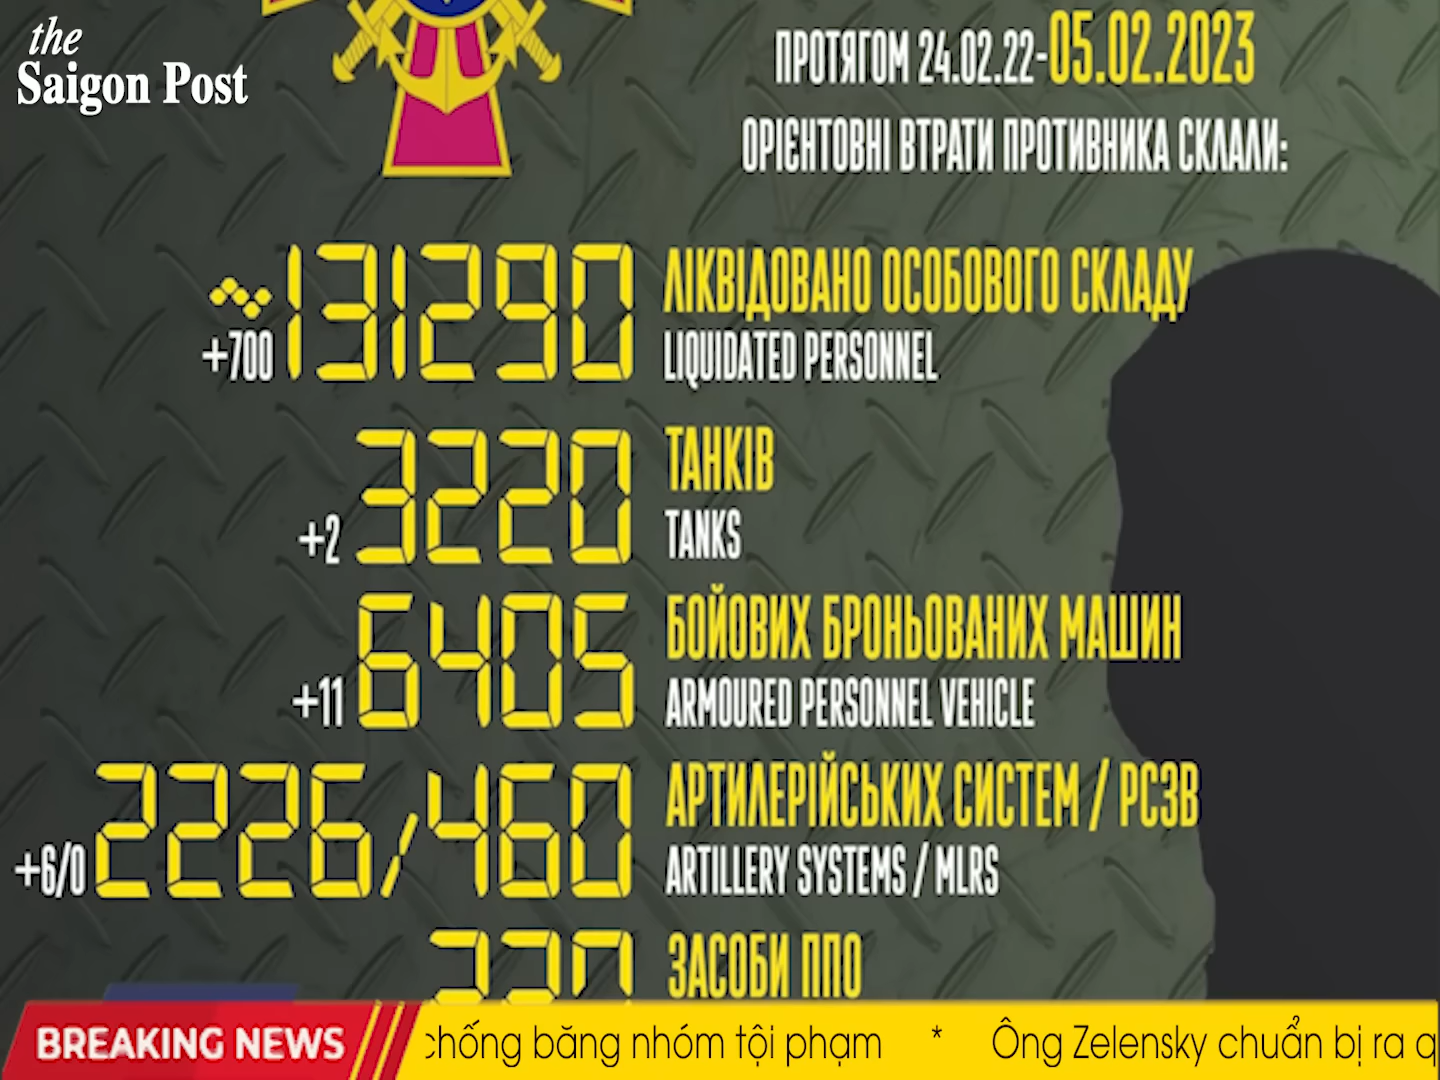 the
Saigon Post
ПРОТЯГОМ 24.02.22-05.02.2023
ОРІЄНТОВНІ ВТРАТИ ПРОТИВНИКА СКЛАЛИ:
~131290
+700
ЛІКВІДОВАНО ОСОБОВОГО СКЛАДУ
LIQUIDATED PERSONNEL
3220
+2
ТАНКІВ
TANKS
6405
+11
БОЙОВИХ БРОНЬОВАНИХ МАШИН
ARMOURED PERSONNEL VEHICLE
2226/460
+6/0
АРТИЛЕРІЙСЬКИХ СИСТЕМ / РСЗВ
ARTILLERY SYSTEMS / MLRS
ЗАСОБИ ППО
BREAKING NEWS
chống băng nhóm tội phạm * Ông Zelensky chuẩn bị ra q